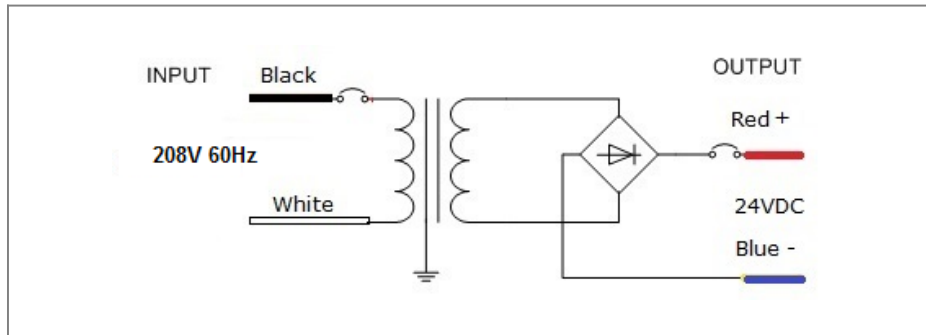 INPUT
Black
208V 60Hz
White
OUTPUT
Red +
24VDC
Blue -